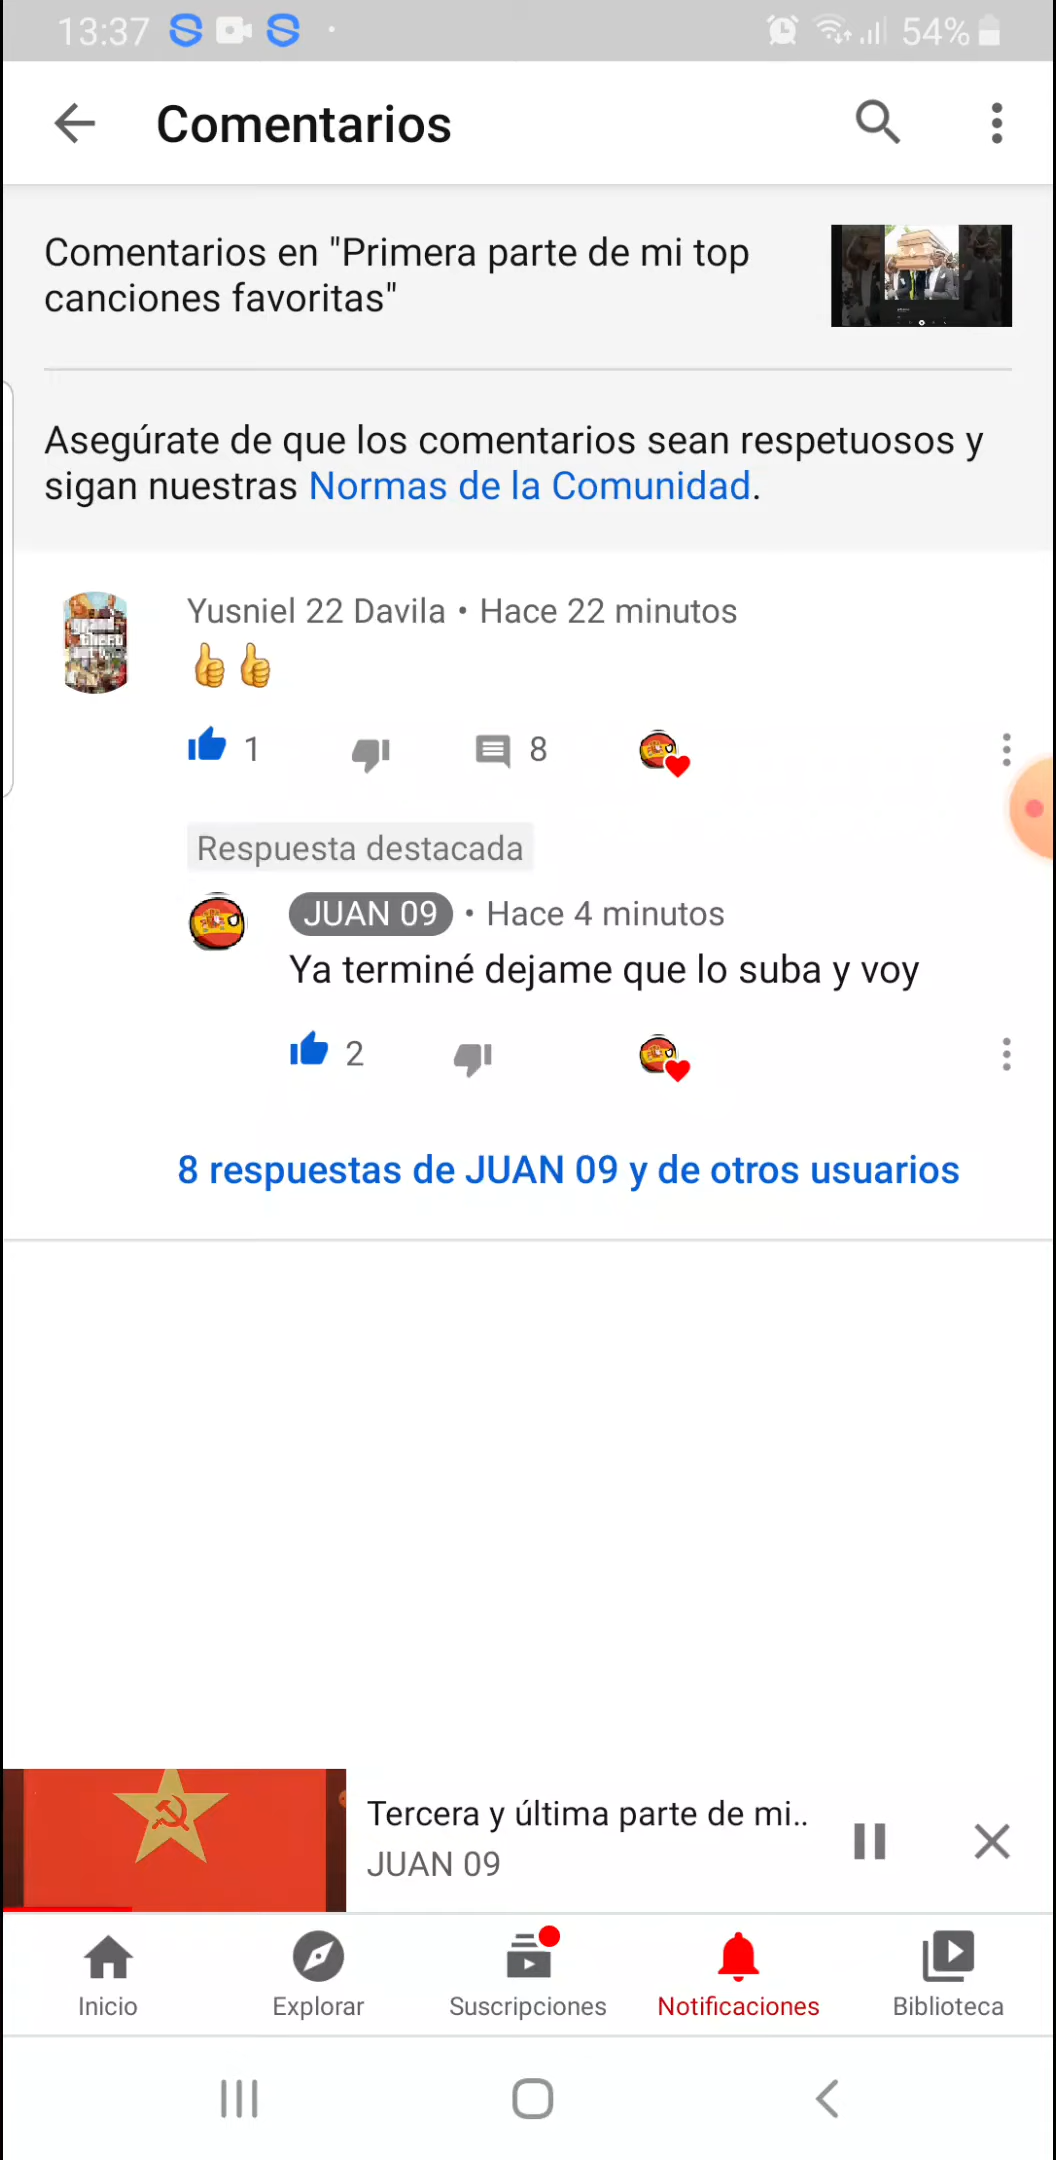 13:37
54%
Comentarios
Comentarios en "Primera parte de mi top
canciones favoritas"
Asegúrate de que los comentarios sean respetuosos y
sigan nuestras Normas de la Comunidad.
Yusniel 22 Davila • Hace 22 minutos
👍👍
1
8
Respuesta destacada
JUAN 09 • Hace 4 minutos
Ya terminé dejame que lo suba y voy
2
8 respuestas de JUAN 09 y de otros usuarios
Tercera y última parte de mi..
JUAN 09
Inicio
Explorar
Suscripciones
Notificaciones
Biblioteca